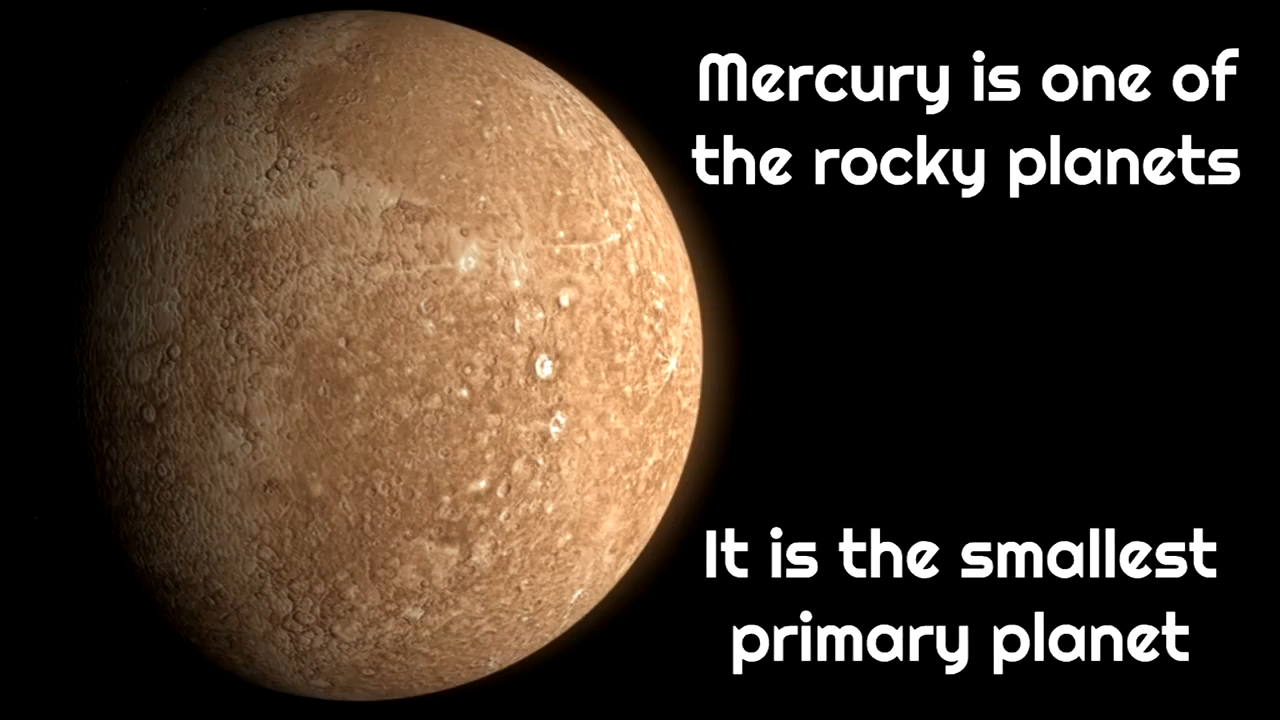 Mercury is one of
the rocky planets
It is the smallest
primary planet